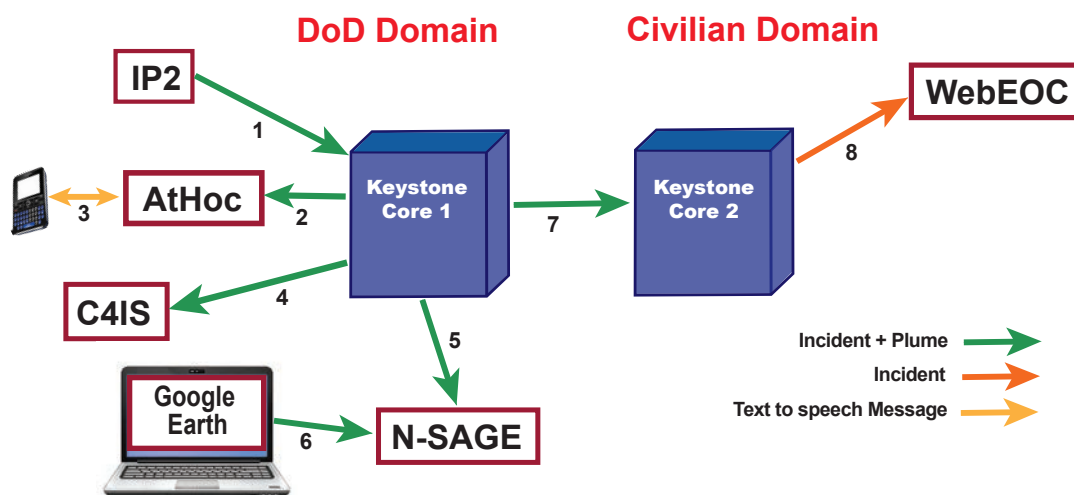 DoD Domain
Civilian Domain
IP2
WebEOC
1
8
Keystone
Core 1
Keystone
Core 2
AtHoc
3
2
7
C4IS
4
5
Incident + Plume
Incident
Text to speech Message
Google
Earth
6
N-SAGE